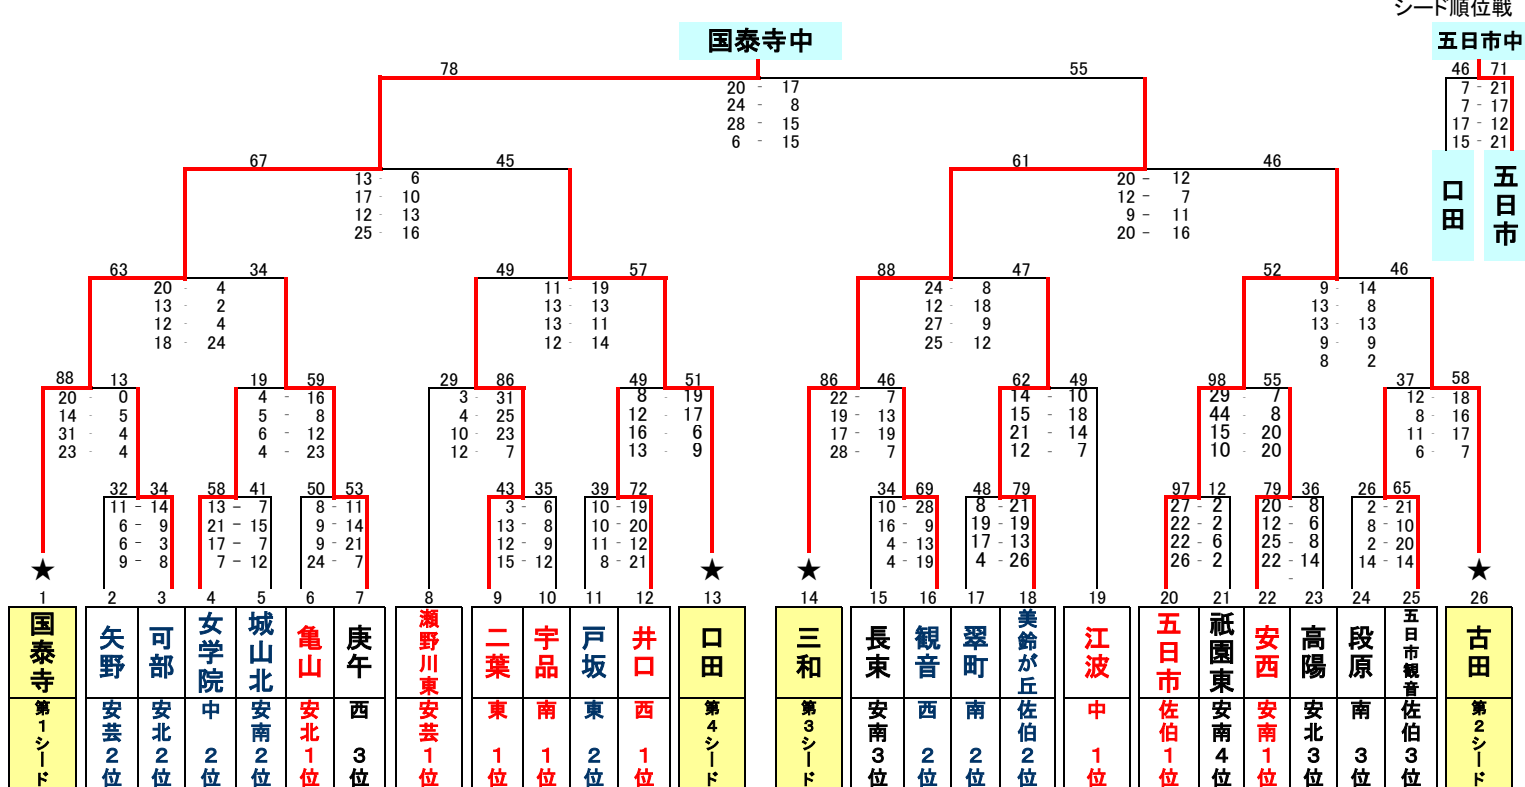 シード順位戦
国泰寺中
五日市中
78 55
46 71
20 - 17
24 - 8
28 - 15
6 - 15
7 - 21
7 - 17
17 - 12
15 - 21
口田
五日市
67 45
13 - 6
17 - 10
12 - 13
25 - 16
61 46
20 - 12
12 - 7
9 - 11
20 - 16
63 34
20 - 4
13 - 2
12 - 4
18 - 24
49 57
11 - 19
13 - 13
13 - 11
12 - 14
88 47
24 - 8
12 - 18
27 - 9
25 - 12
52 46
9 - 14
13 - 8
13 - 13
9 - 9
8 2
88 13
20 - 0
14 - 5
31 - 4
23 - 4
19 59
4 - 16
5 - 8
6 - 12
4 - 23
29 86
3 - 31
4 - 25
10 - 23
12 - 7
49 51
8 - 19
12 - 17
16 - 6
13 - 9
86 46
22 - 7
19 - 13
17 - 19
28 - 7
62 49
14 - 10
15 - 18
21 - 14
12 - 7
98 55
29 - 7
44 - 8
15 - 20
10 - 20
37 58
12 - 18
8 - 16
11 - 17
6 - 7
32 34
11 - 14
6 - 9
6 - 3
9 - 8
58 41
13 - 7
21 - 15
17 - 7
7 - 12
50 53
8 - 11
9 - 14
9 - 21
24 - 7
43 35
3 - 6
13 - 8
12 - 9
15 - 12
39 72
10 - 19
10 - 20
11 - 12
8 - 21
34 69
10 - 28
16 - 9
4 - 13
4 - 19
48 79
8 - 21
19 - 19
17 - 13
4 - 26
97 12
27 - 2
22 - 2
22 - 6
26 - 2
79 36
20 - 8
12 - 6
25 - 8
22 - 14
-
26 65
2 - 21
8 - 10
2 - 20
14 - 14
★ ★ ★ ★
1 2 3 4 5 6 7 8 9 10 11 12 13 14 15 16 17 18 19 20 21 22 23 24 25 26
国泰寺 矢野 可部 女学院 城山北 亀山 庚午 瀬野川東 二葉 宇品 戸坂 井口 口田 三和 長束 観音 翠町 美鈴が丘 江波 五日市 祇園東 安西 高陽 段原 五日市観音 古田
第1シード 安芸2位 安北2位 中2位 安南2位 安北1位 西3位 安芸1位 東1位 南1位 東2位 西1位 第4シード 第3シード 安南3位 西2位 南2位 佐伯2位 中1位 佐伯1位 安南4位 安南1位 安北3位 南3位 佐伯3位 第2シード